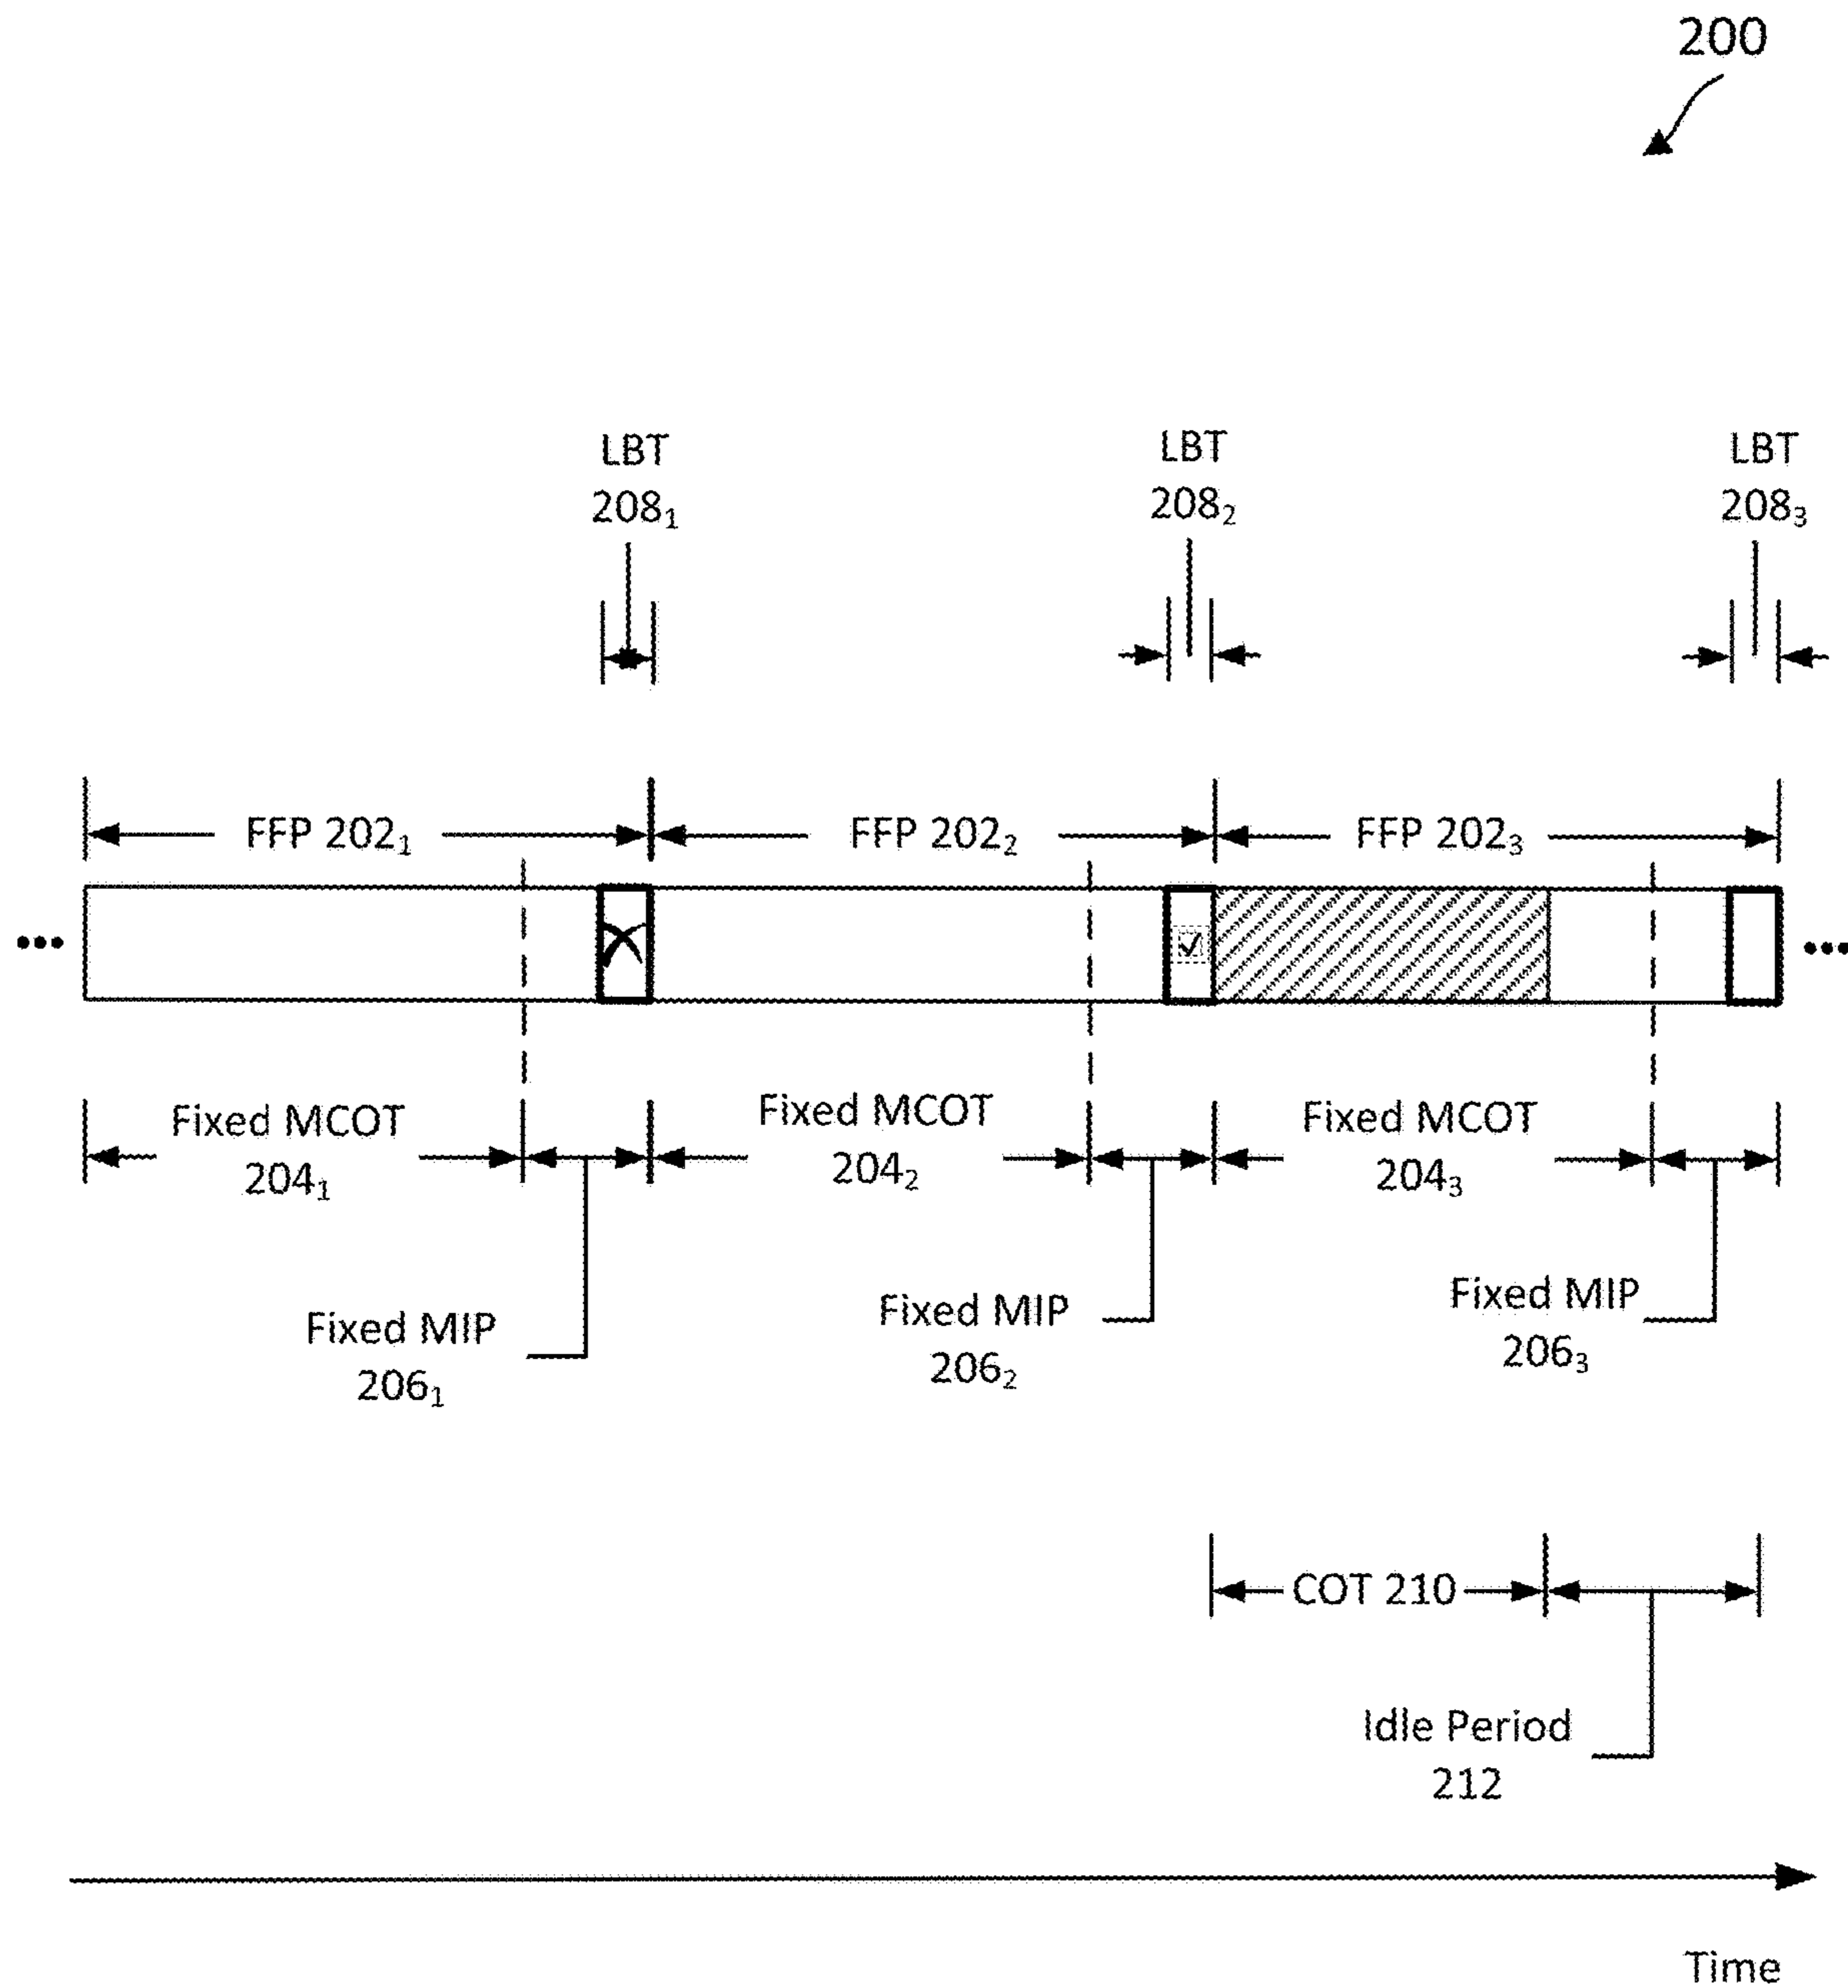 200
LBT
208₁
LBT
208₂
LBT
208₃
FFP 202₁
FFP 202₂
FFP 202₃
Fixed MCOT
204₁
Fixed MCOT
204₂
Fixed MCOT
204₃
Fixed MIP
206₁
Fixed MIP
206₂
Fixed MIP
206₃
COT 210
Idle Period
212
Time